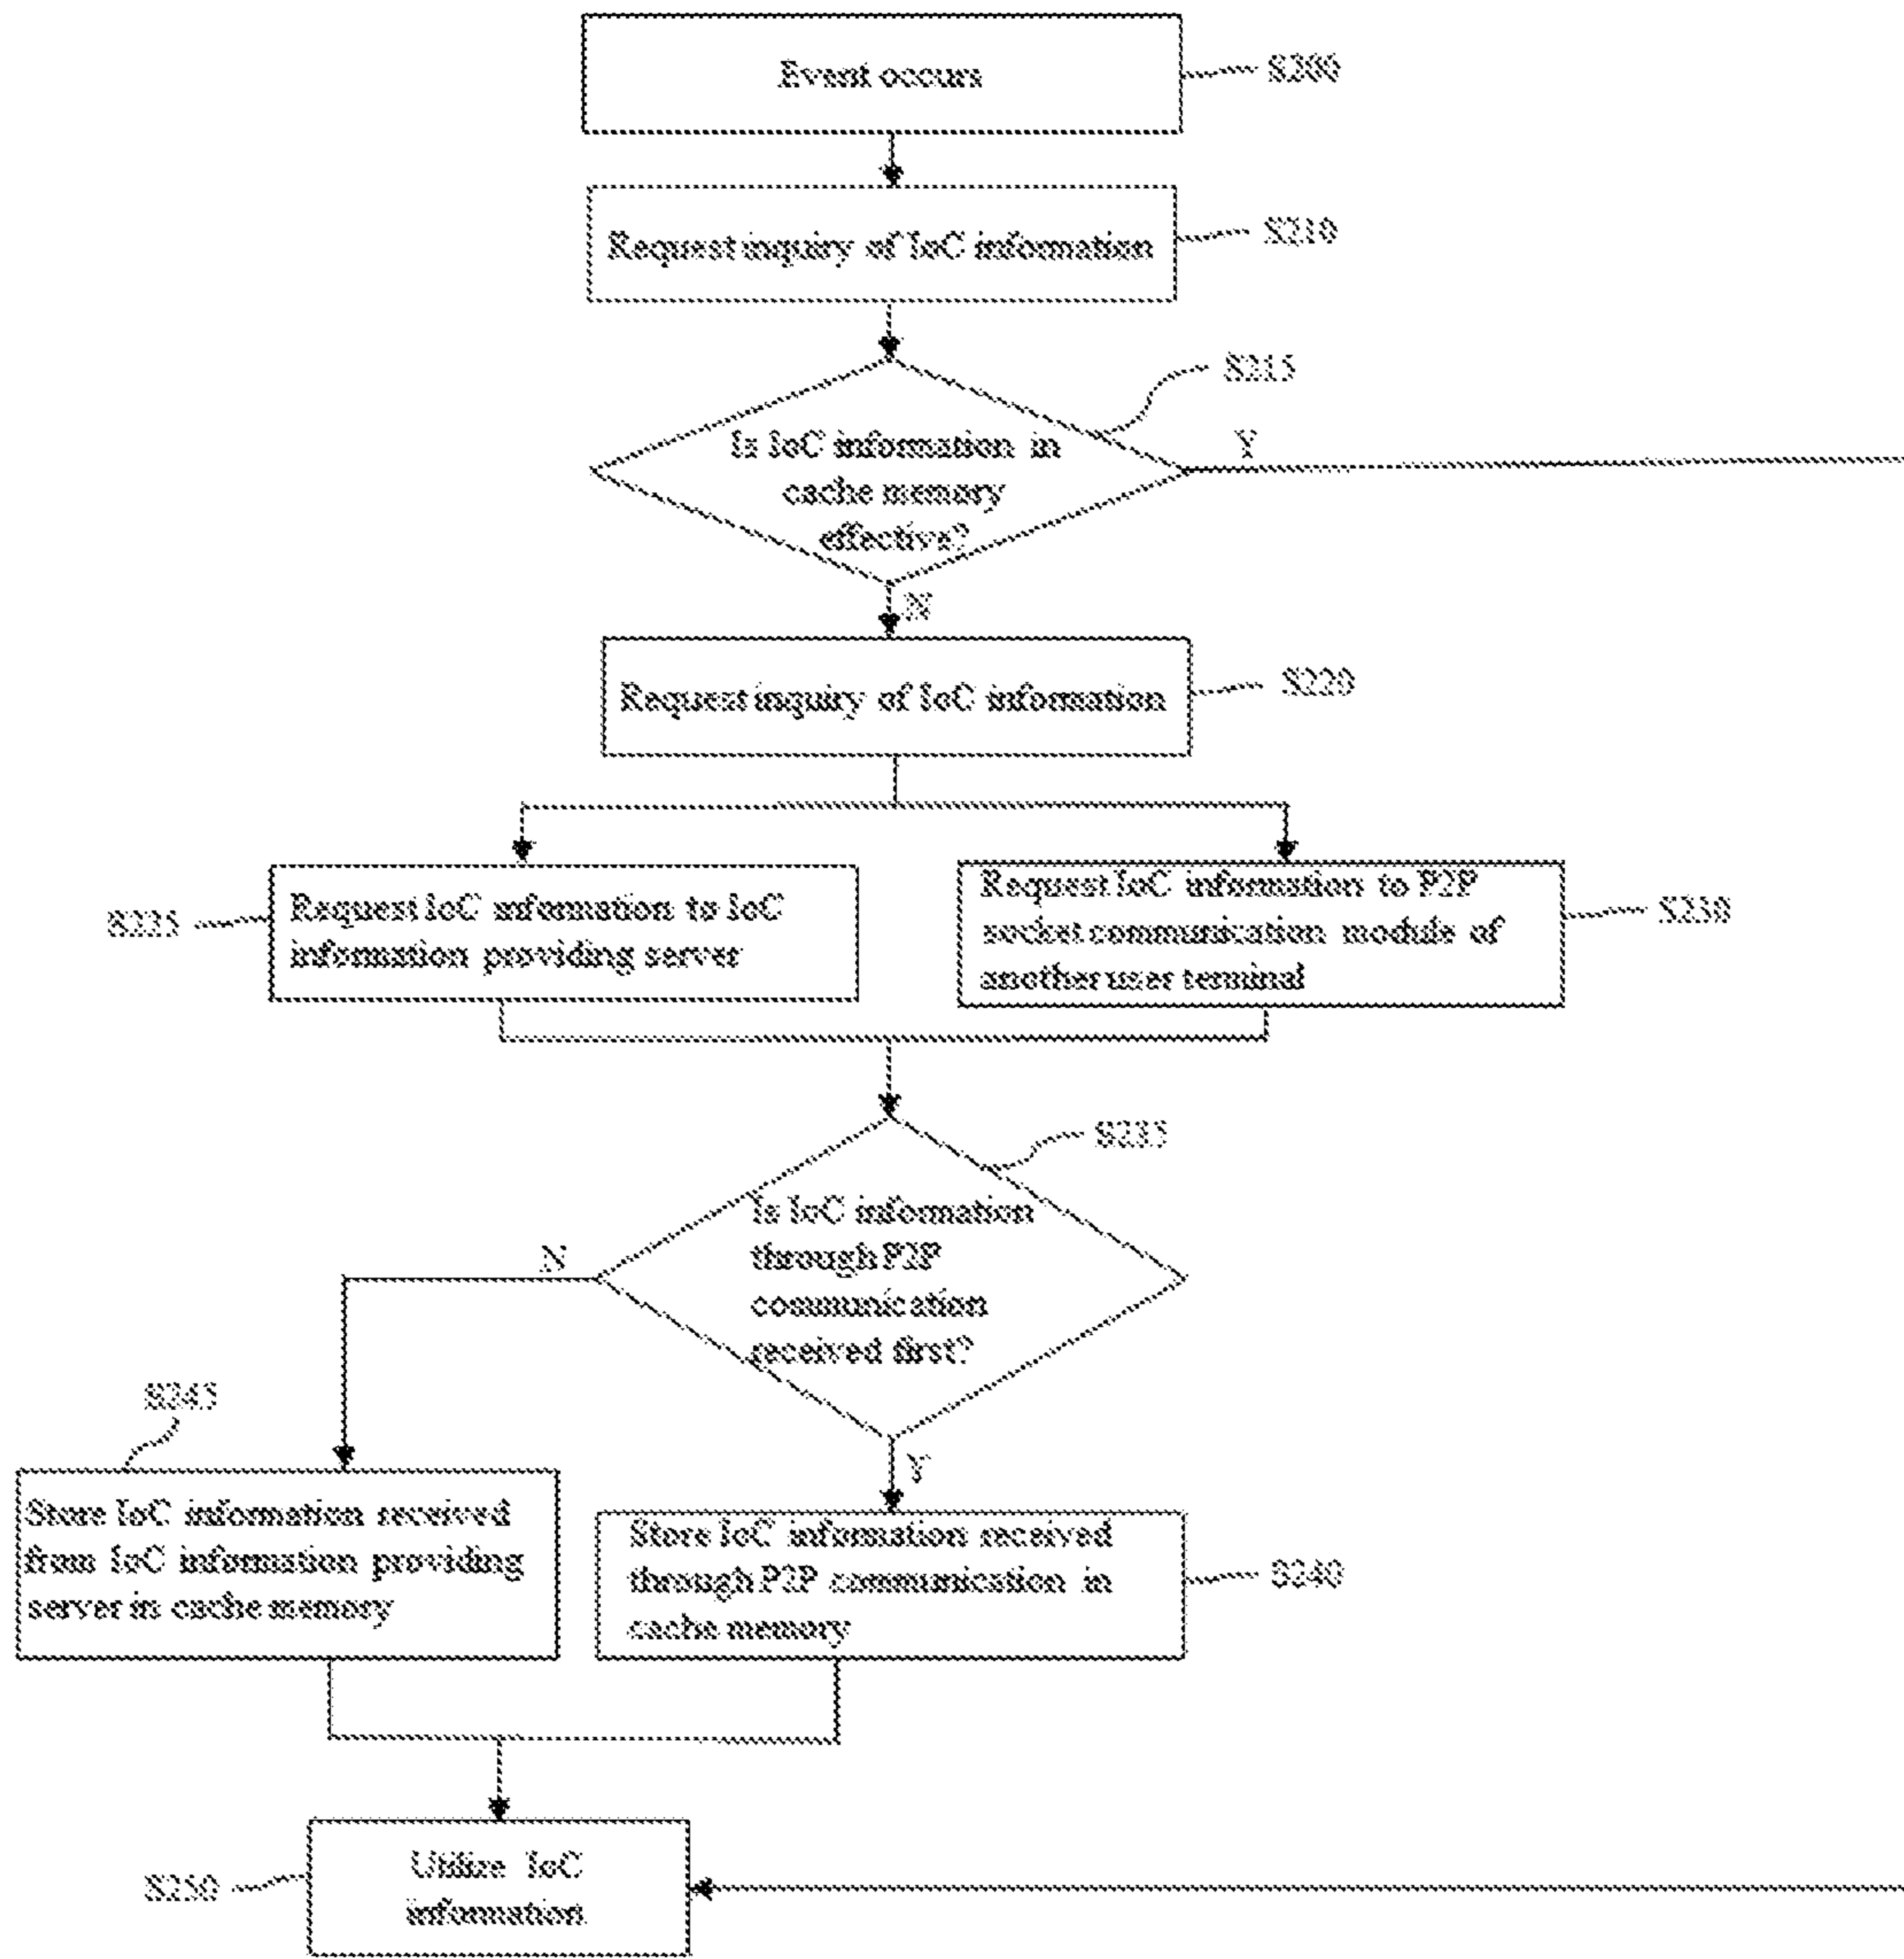 Event occurs
S200
Request inquiry of IoC information
S210
S215
Is IoC information in
cache memory
effective?
Y
N
Request inquiry of IoC information
S220
S225
Request IoC information to IoC
information providing server
Request IoC information to P2P
socket communication module of
another user terminal
S230
S235
Is IoC information
through P2P
communication
received first?
N
Y
S245
Store IoC information received
from IoC information providing
server in cache memory
Store IoC information received
through P2P communication in
cache memory
S240
S250
Utilize IoC
information